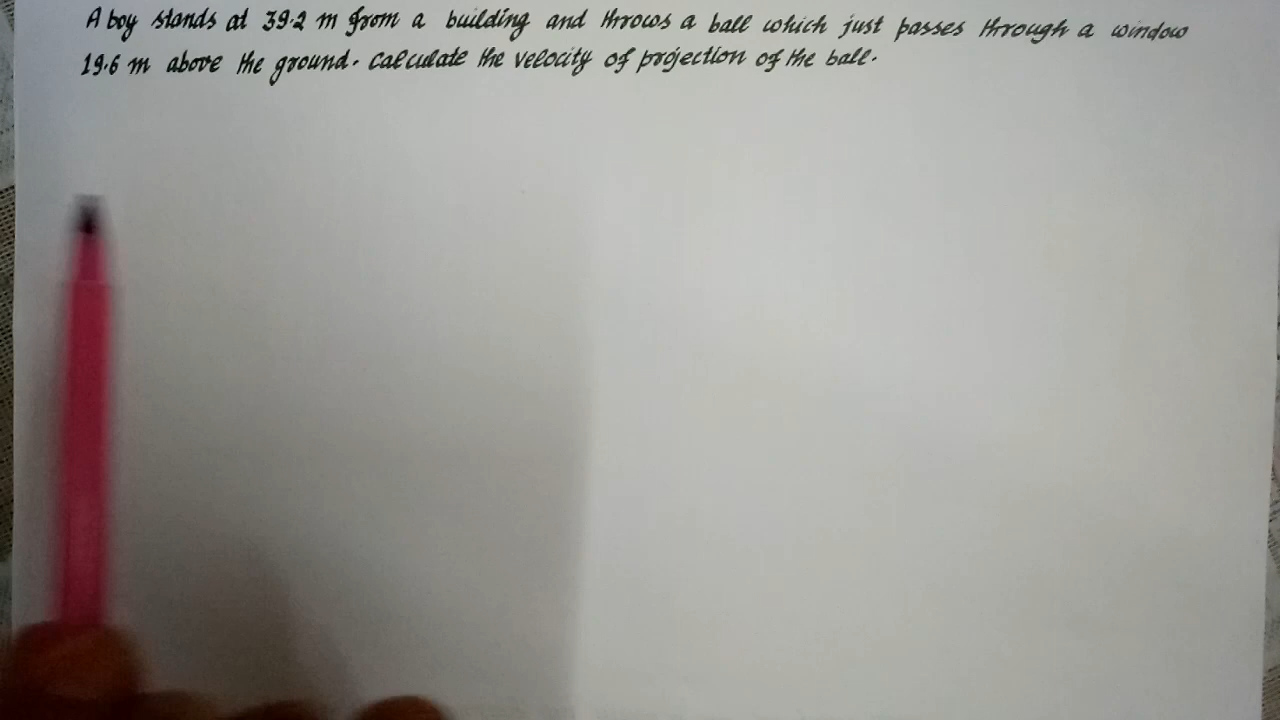 A boy stands at 39.2 m from a building and throws a ball which just passes through a window
19.6 m above the ground. calculate the velocity of projection of the ball.